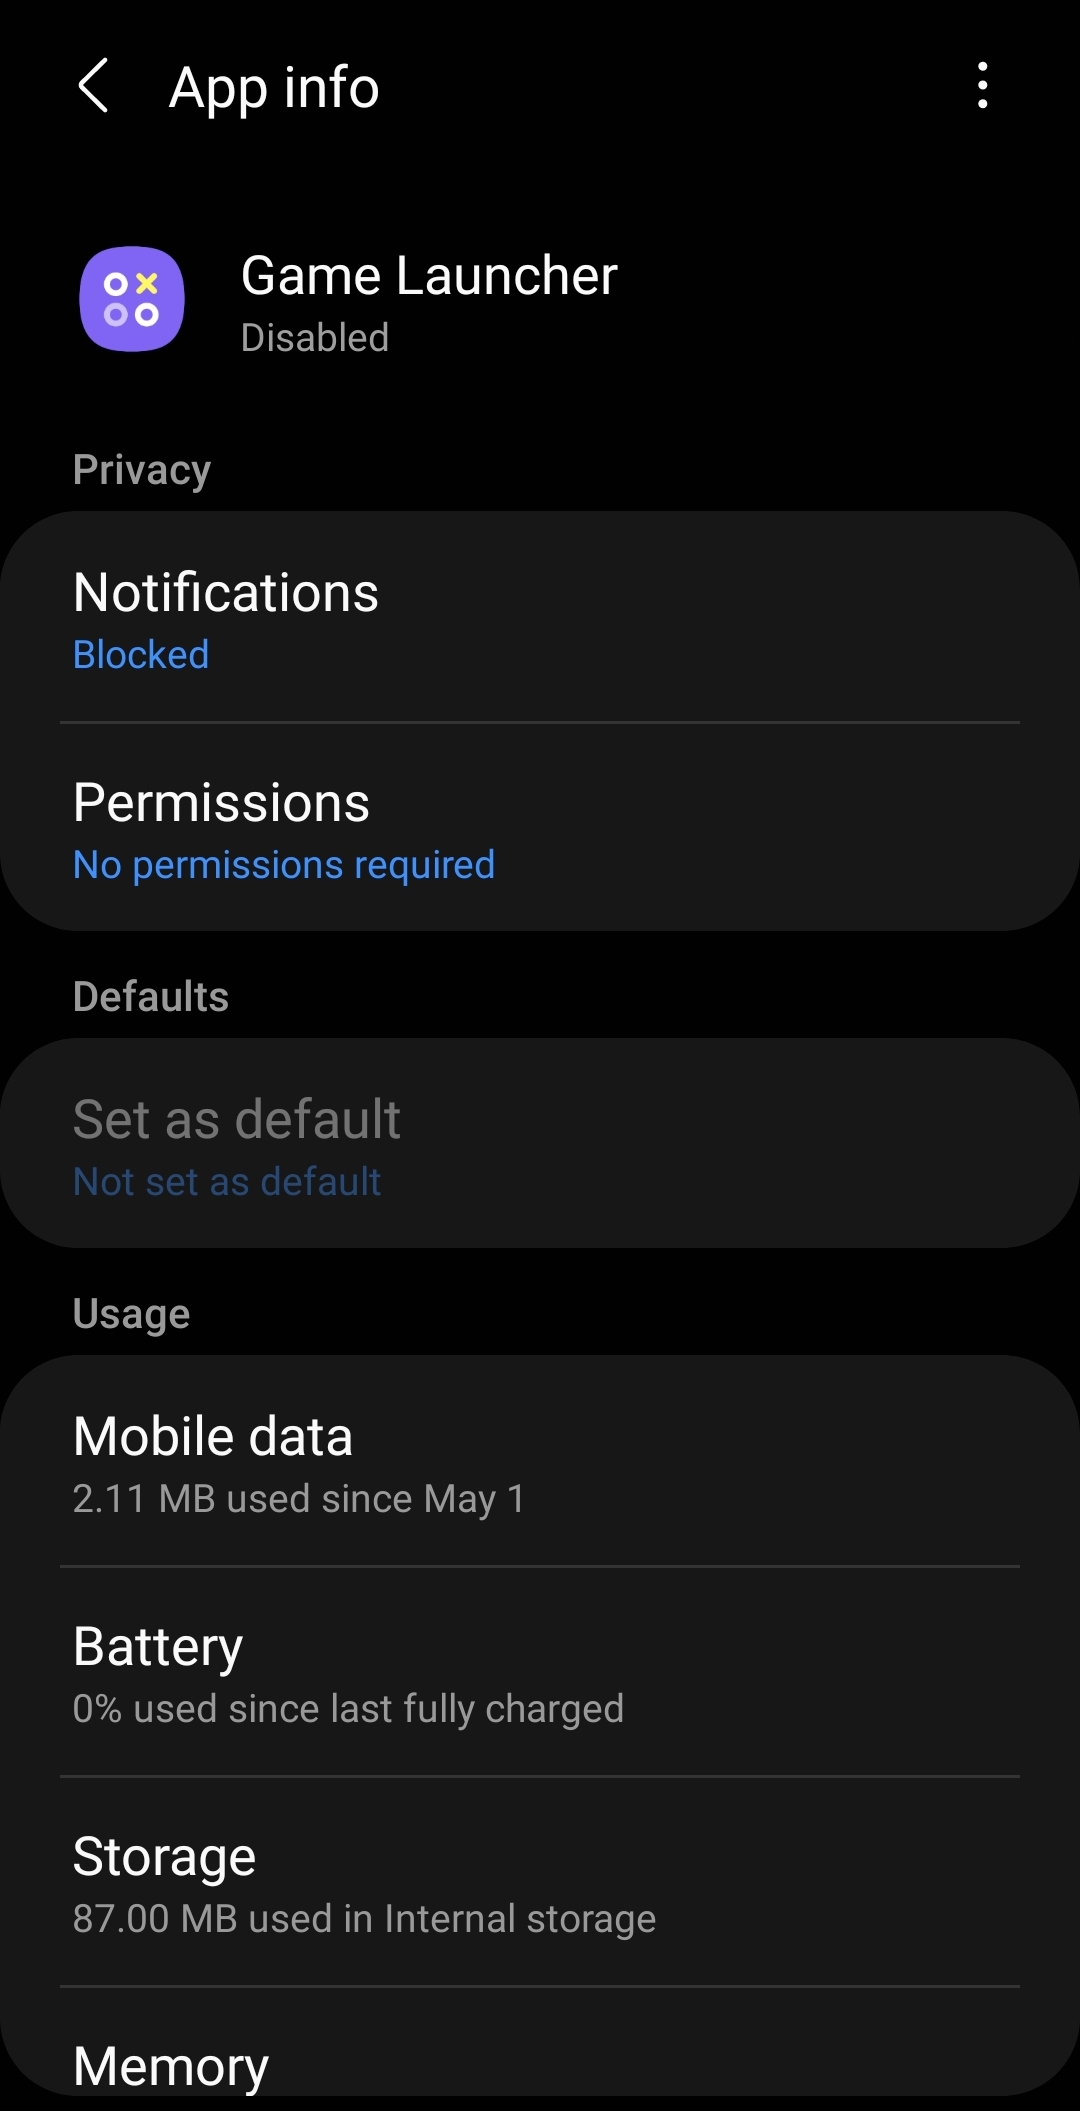 App info
Game Launcher
Disabled
Privacy
Notifications
Blocked
Permissions
No permissions required
Defaults
Set as default
Not set as default
Usage
Mobile data
2.11 MB used since May 1
Battery
0% used since last fully charged
Storage
87.00 MB used in Internal storage
Memory